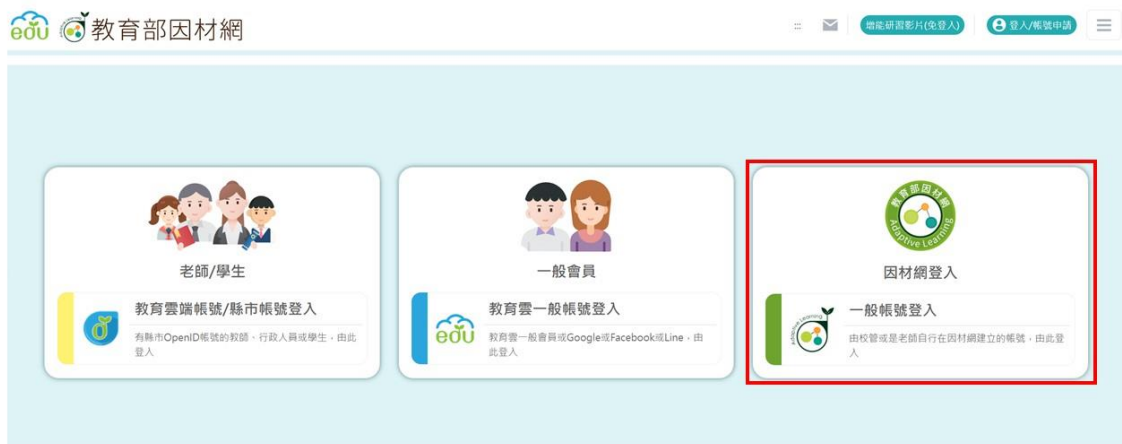 edu 教育部因材網
增能研習影片(免登入)
登入/帳號申請
老師/學生
教育雲端帳號/縣市帳號登入
有縣市OpenID帳號的教師、行政人員或學生,由此
登入
一般會員
教育雲一般帳號登入
edu
教育雲一般會員或Google或Facebook或Line,由
此登入
教育部因材網
Adaptive Learning
因材網登入
一般帳號登入
Adaptive Learning
由校管或是老師自行在因材網建立的帳號,由此登
入